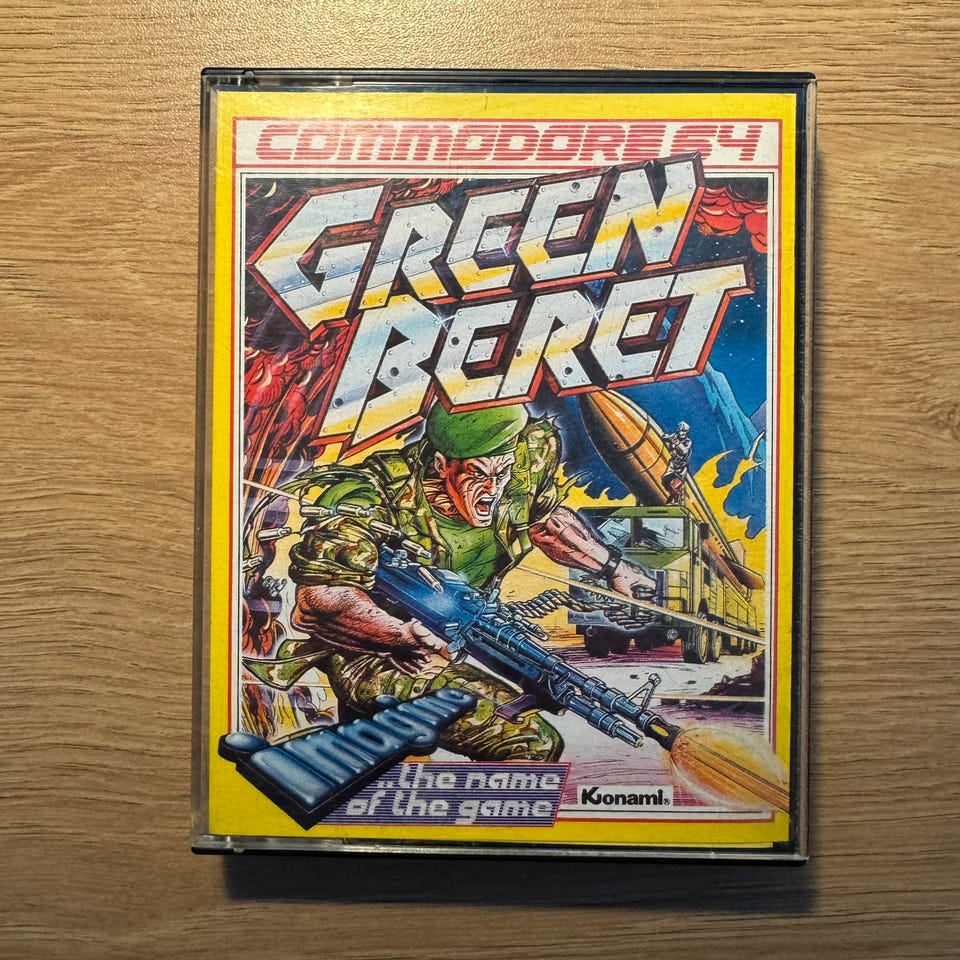 COMMODORE 64
GREEN
BERET
imagine
...the name
of the game
Konami®